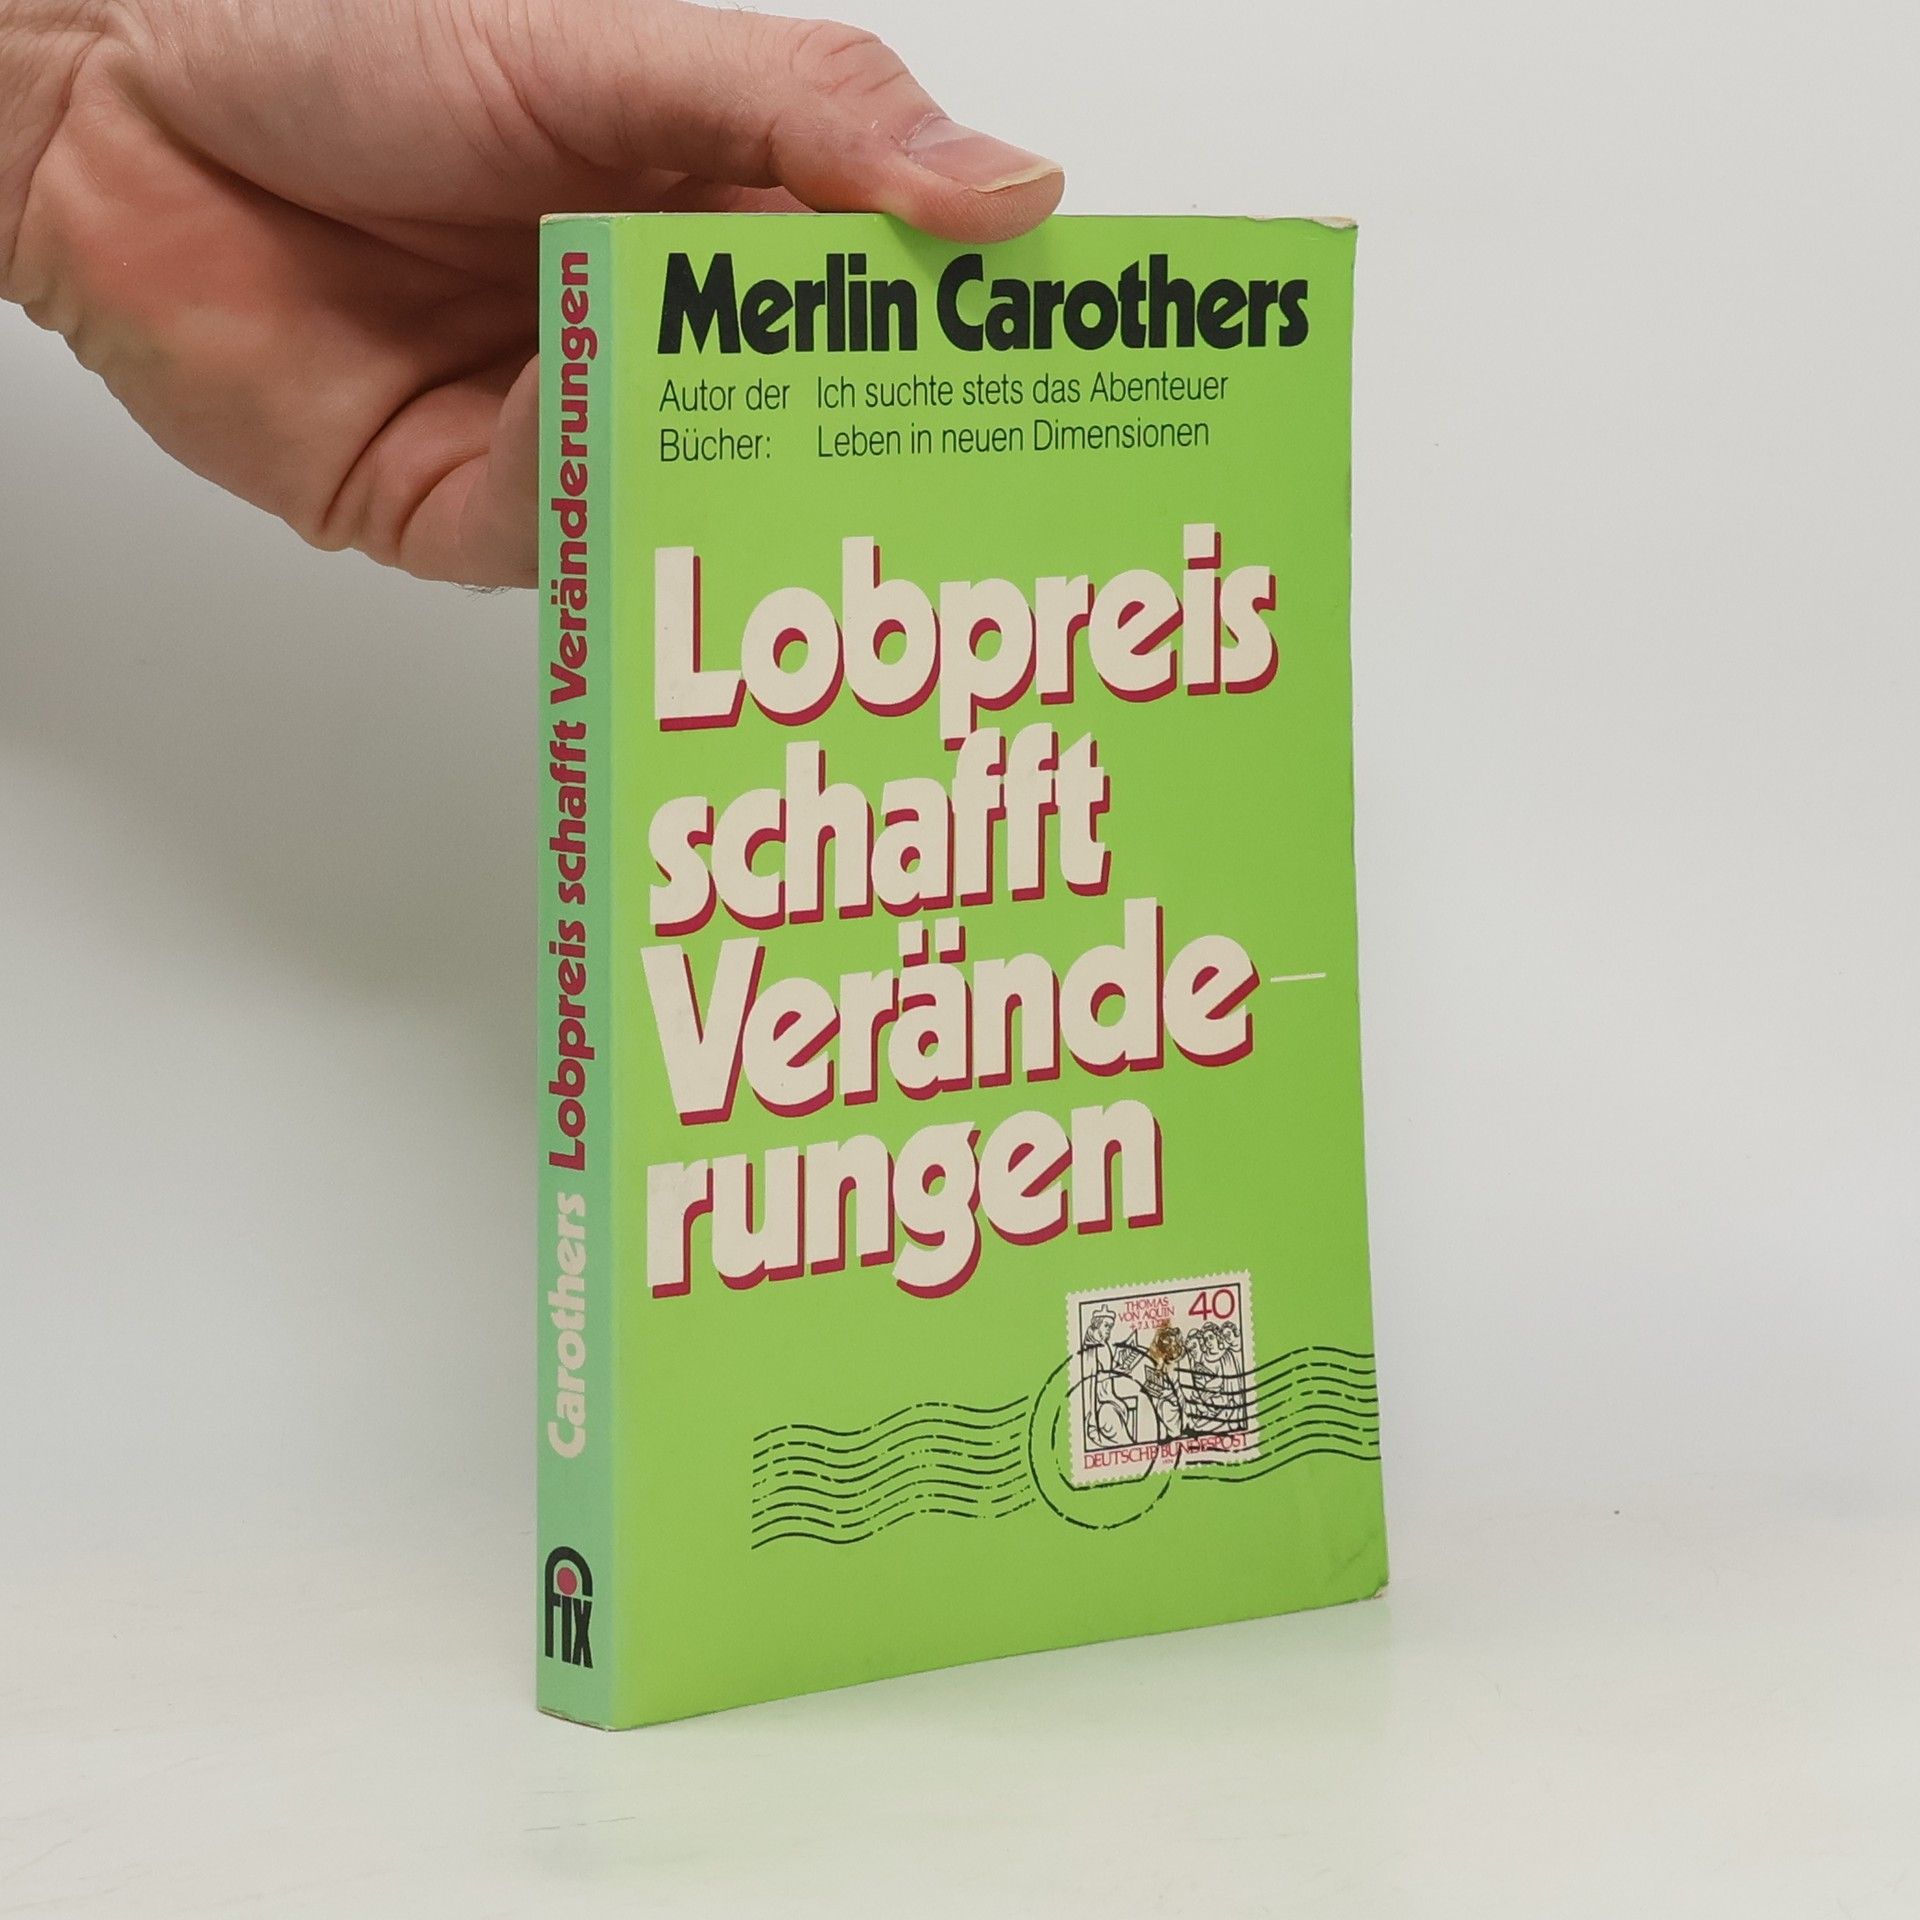 Merlin Carothers
Autor der Bücher: Ich suchte stets das Abenteuer
Leben in neuen Dimensionen
Lobpreis
schafft
Verände-
rungen
THOMAS
VON AQUIN
40
DEUTSCHE BUNDESPOST
Carothers Lobpreis schafft Veränderungen
Fix